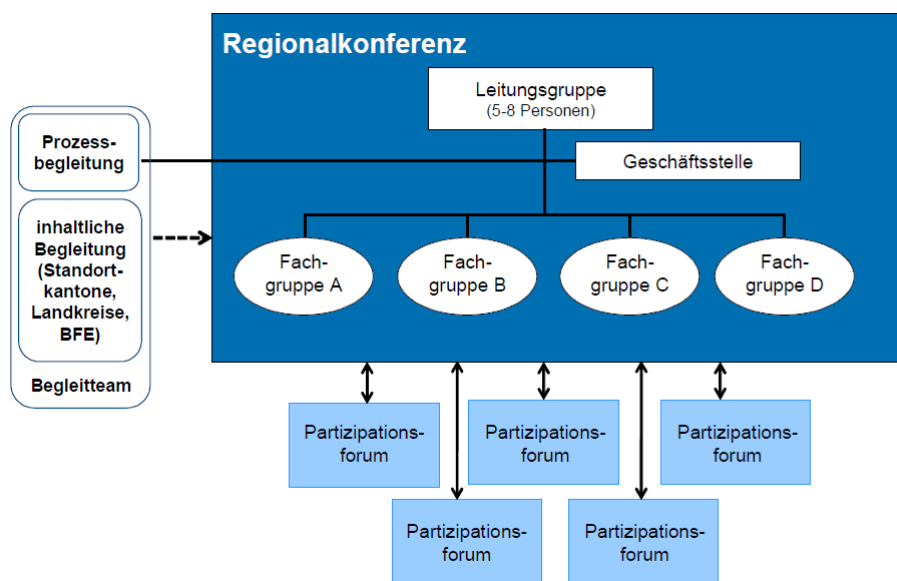 Regionalkonferenz
Leitungsgruppe
(5-8 Personen)
Prozess-
begleitung
Geschäftsstelle
inhaltliche
Begleitung
(Standort-
kantone,
Landkreise,
BFE)
Begleitteam
Fach-
gruppe A
Fach-
gruppe B
Fach-
gruppe C
Fach-
gruppe D
Partizipations-
forum
Partizipations-
forum
Partizipations-
forum
Partizipations-
forum
Partizipations-
forum